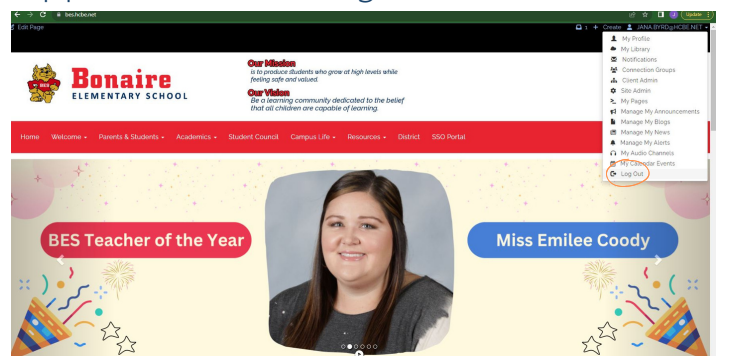 bes.hcbe.net
Update
Edit Page
1 + Create JANA.BYRD@HCBE.NET
My Profile
My Library
Notifications
Connection Groups
Client Admin
Site Admin
My Pages
Manage My Announcements
Manage My Blogs
Manage My News
Manage My Alerts
My Audio Channels
My Calendar Events
Log Out
BES
Bonaire
ELEMENTARY SCHOOL
Our Mission
is to produce students who grow at high levels while
feeling safe and valued.
Our Vision
Be a learning community dedicated to the belief
that all children are capable of learning.
Home Welcome Parents & Students Academics Student Council Campus Life Resources District SSO Portal
BES Teacher of the Year
Miss Emilee Coody